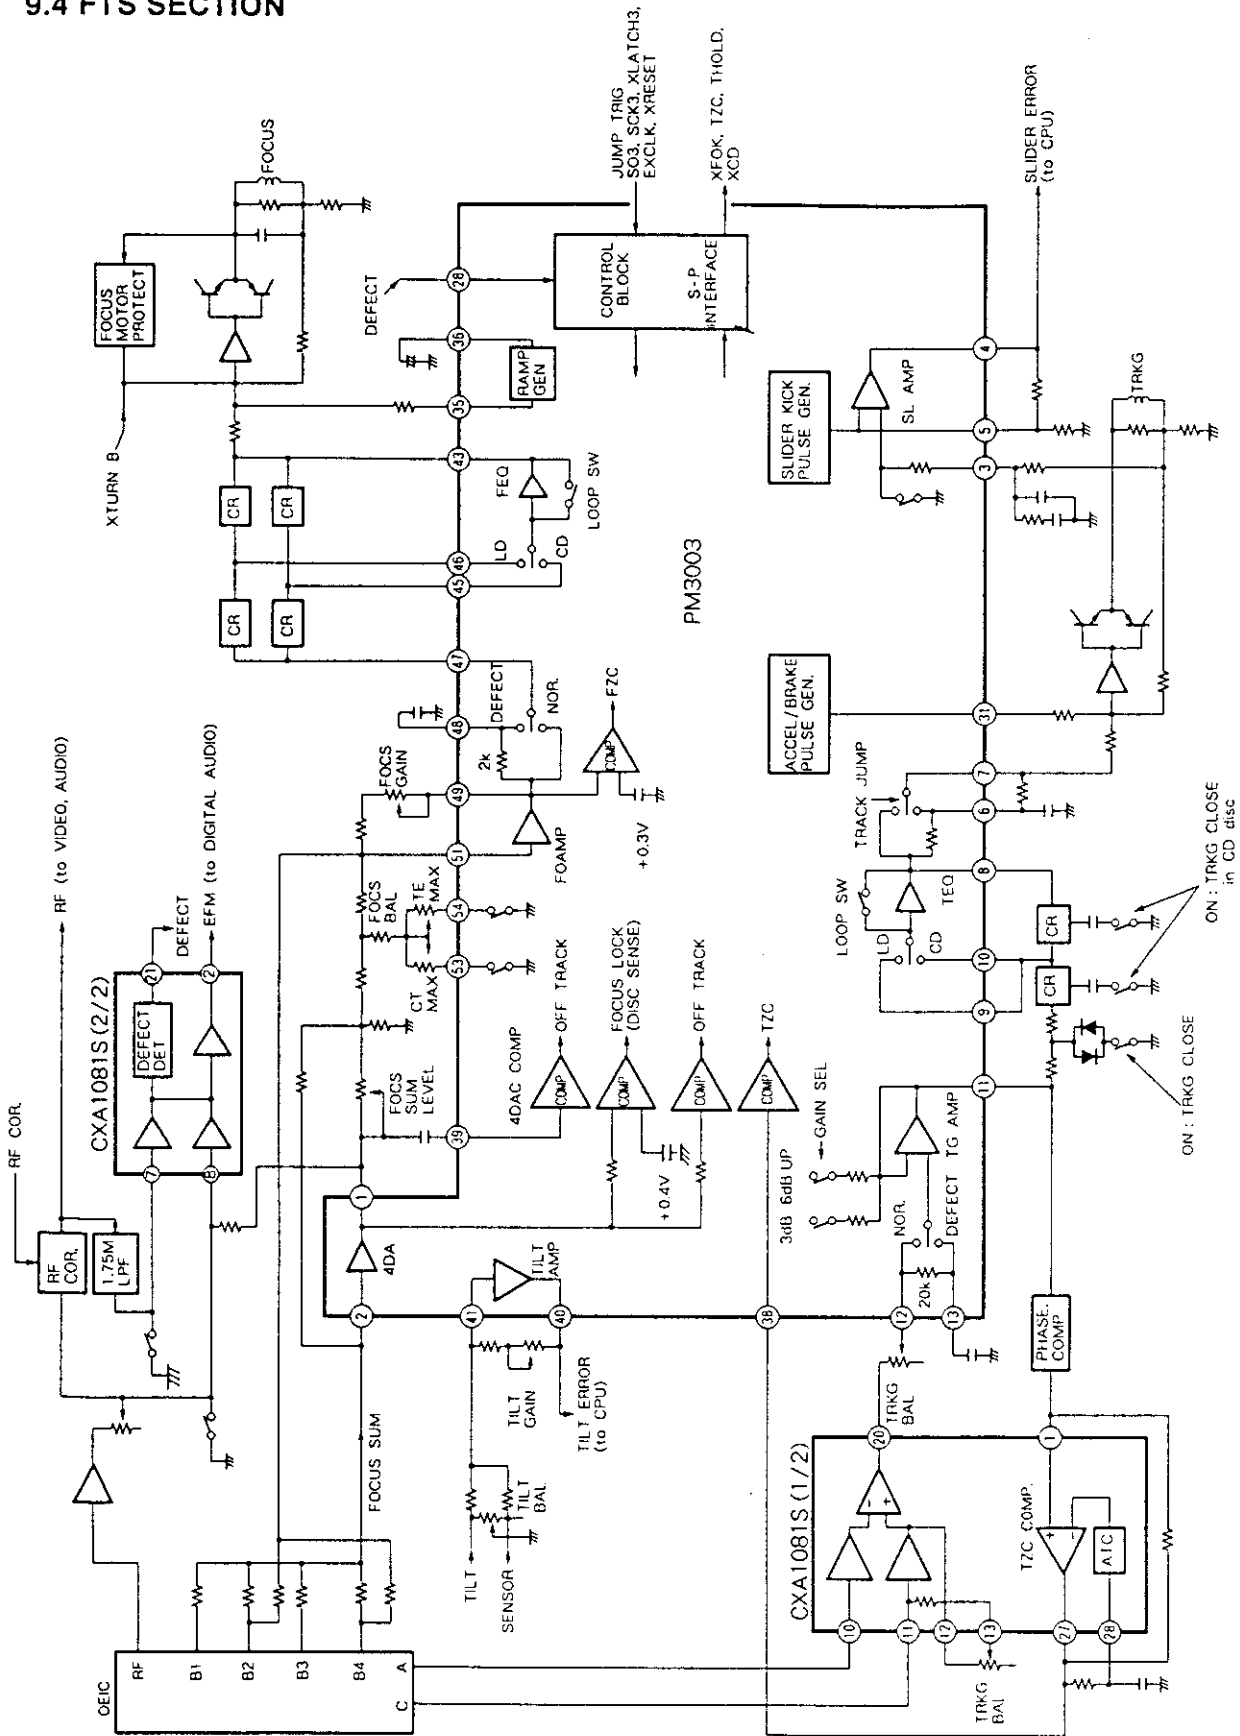 9.4 FTS SECTION
RF COR.
RF
COR.
1.75M
LPF
RF (to VIDEO, AUDIO)
CXA1081S (2/2)
DEFECT
DET
7
8
21
2
DEFECT
EFM (to DIGITAL AUDIO)
XTURN B
FOCUS
MOTOR
PROTECT
FOCUS
CR
CR
CR
CR
JUMP TRIG
SO3, SCK3, XLATCH3,
EXCLK, XRESET
XFOK, TZC, THOLD,
XCD
CONTROL
BLOCK
S-P
INTERFACE
DEFECT
28
36
RAMP
GEN
35
43
FEQ
LOOP SW
46
45
LD
CD
47
48
DEFECT
NOR.
2k
FOCS
GAIN
49
51
FOAMP
COMP
FZC
+0.3V
FOCS
BAL
TE
MAX
54
CT
MAX
53
FOCS
SUM
LEVEL
39
4DAC COMP
COMP
OFF TRACK
COMP
FOCUS LOCK
(DISC SENSE)
+0.4V
COMP
OFF TRACK
COMP
TZC
1
4DA
2
FOCUS SUM
41
TILT
AMP
40
TILT
GAIN
TILT ERROR
(to CPU)
TILT
SENSOR
TILT
BAL
38
OEIC
RF
B1
B2
B3
B4
A
C
PM3003
SLIDER KICK
PULSE GEN.
SL AMP
4
5
3
SLIDER ERROR
(to CPU)
TRKG
ACCEL/BRAKE
PULSE GEN.
31
TRACK JUMP
7
6
LOOP SW
TEQ
8
LD
CD
10
9
CR
CR
ON : TRKG CLOSE
in CD disc
ON : TRKG CLOSE
GAIN SEL
3dB 6dB UP
TG AMP
11
NOR.
DEFECT
20k
12
13
TRKG
BAL
PHASE.
COMP
CXA1081S (1/2)
20
1
TZC COMP.
ATC
10
11
12
13
27
28
TRKG
BAL